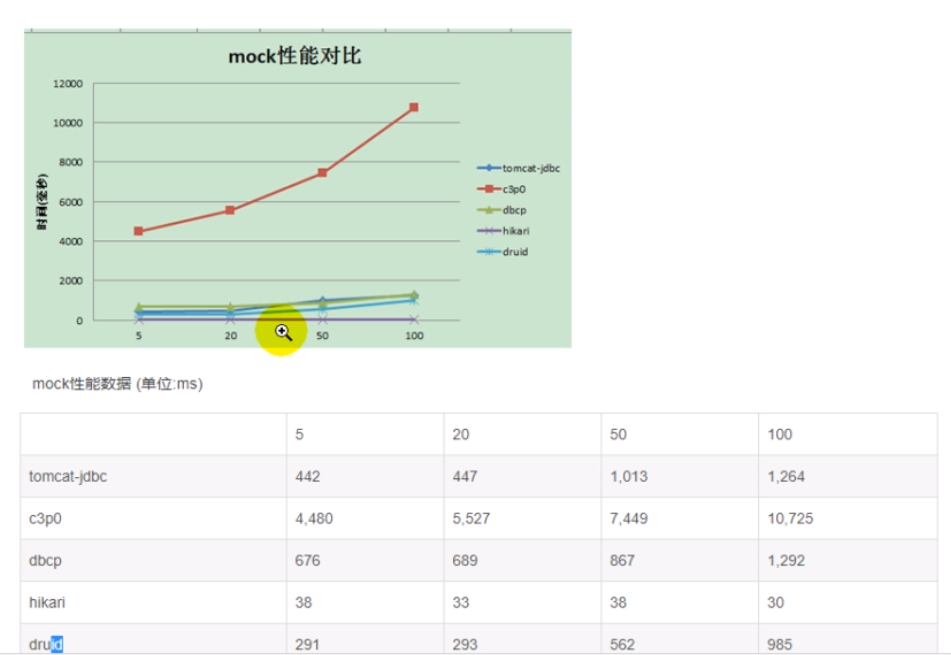 mock性能对比
12000
10000
8000
6000
4000
2000
0
时间(毫秒)
5 20 50 100
tomcat-jdbc
c3p0
dbcp
hikari
druid
mock性能数据 (单位:ms)
5 20 50 100
tomcat-jdbc 442 447 1,013 1,264
c3p0 4,480 5,527 7,449 10,725
dbcp 676 689 867 1,292
hikari 38 33 38 30
druid 291 293 562 985